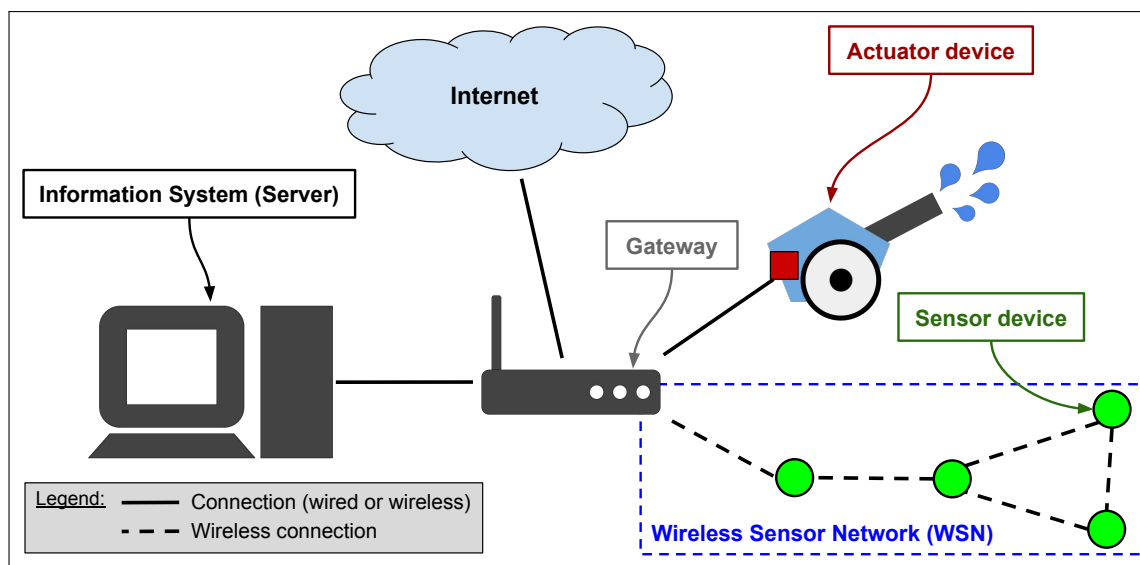 Actuator device
Internet
Information System (Server)
Gateway
Sensor device
Legend:
Connection (wired or wireless)
Wireless connection
Wireless Sensor Network (WSN)